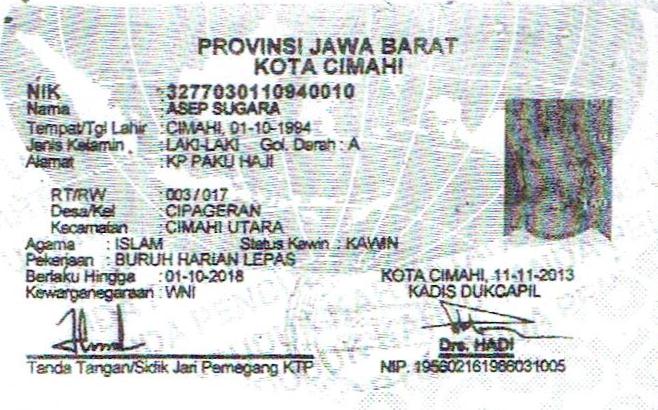 PROVINSI JAWA BARAT
KOTA CIMAHI
NIK : 3277030110940010
Nama : ASEP SUGARA
Tempat/Tgl Lahir : CIMAHI, 01-10-1994
Jenis Kelamin : LAKI-LAKI Gol. Darah : A
Alamat : KP PAKU HAJI
RT/RW : 003 / 017
Desa/Kel : CIPAGERAN
Kecamatan : CIMAHI UTARA
Agama : ISLAM Status Kawin : KAWIN
Pekerjaan : BURUH HARIAN LEPAS
Berlaku Hingga : 01-10-2018
Kewarganegaraan : WNI
KOTA CIMAHI, 11-11-2013
KADIS DUKCAPIL
Drs. HADI
NIP. 195602161986031005
Tanda Tangan/Sidik Jari Pemegang KTP